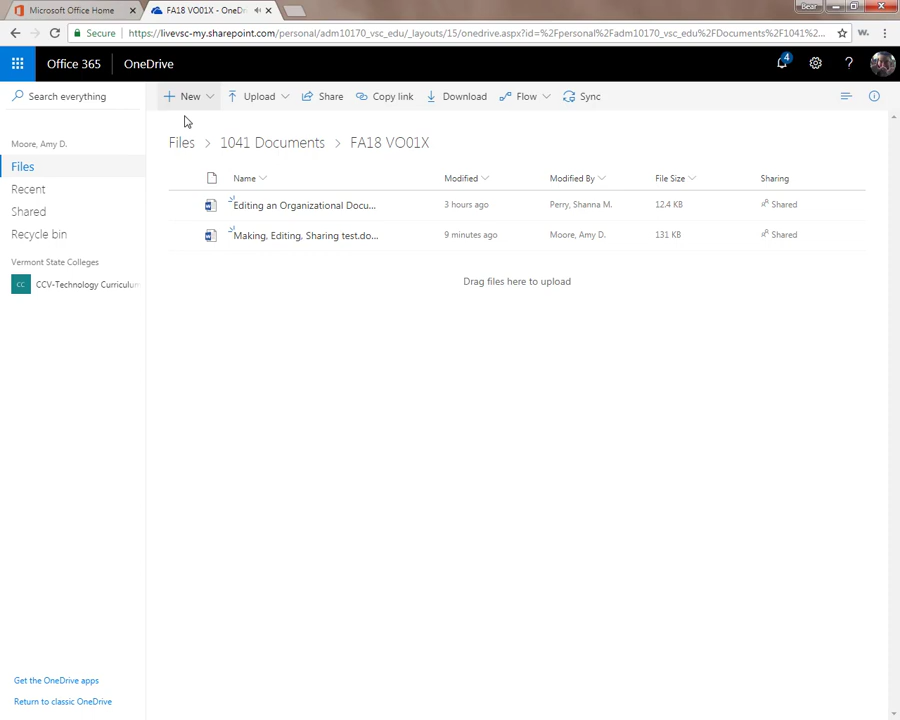 Microsoft Office Home
FA18 VO01X - OneDri
Bear
Secure
https://livevsc-my.sharepoint.com/personal/adm10170_vsc_edu/_layouts/15/onedrive.aspx?id=%2Fpersonal%2Fadm10170_vsc_edu%2FDocuments%2F1041 ...
W.
Office 365
OneDrive
4
?
Search everything
New
Upload
Share
Copy link
Download
Flow
Sync
Moore, Amy D.
Files
Recent
Shared
Recycle bin
Vermont State Colleges
CC
CCV-Technology Curriculum
Files > 1041 Documents > FA18 VO01X
Name
Modified
Modified By
File Size
Sharing
Editing an Organizational Docu...
3 hours ago
Perry, Shanna M.
12.4 KB
Shared
Making, Editing, Sharing test.do...
9 minutes ago
Moore, Amy D.
131 KB
Shared
Drag files here to upload
Get the OneDrive apps
Return to classic OneDrive